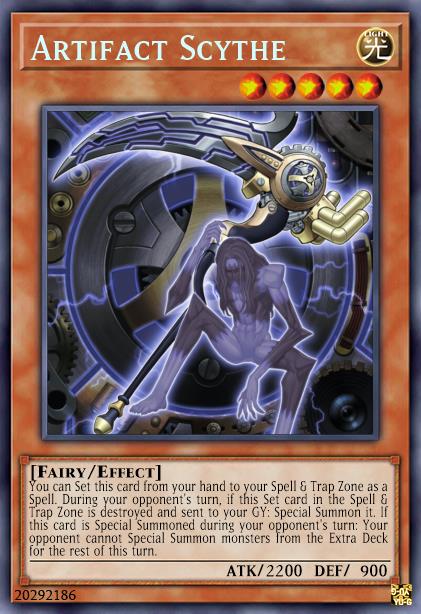 Artifact Scythe
LIGHT
光
[Fairy/Effect]
You can Set this card from your hand to your Spell & Trap Zone as a
Spell. During your opponent's turn, if this Set card in the Spell &
Trap Zone is destroyed and sent to your GY: Special Summon it. If
this card is Special Summoned during your opponent's turn: Your
opponent cannot Special Summon monsters from the Extra Deck
for the rest of this turn.
ATK/2200 DEF/ 900
20292186